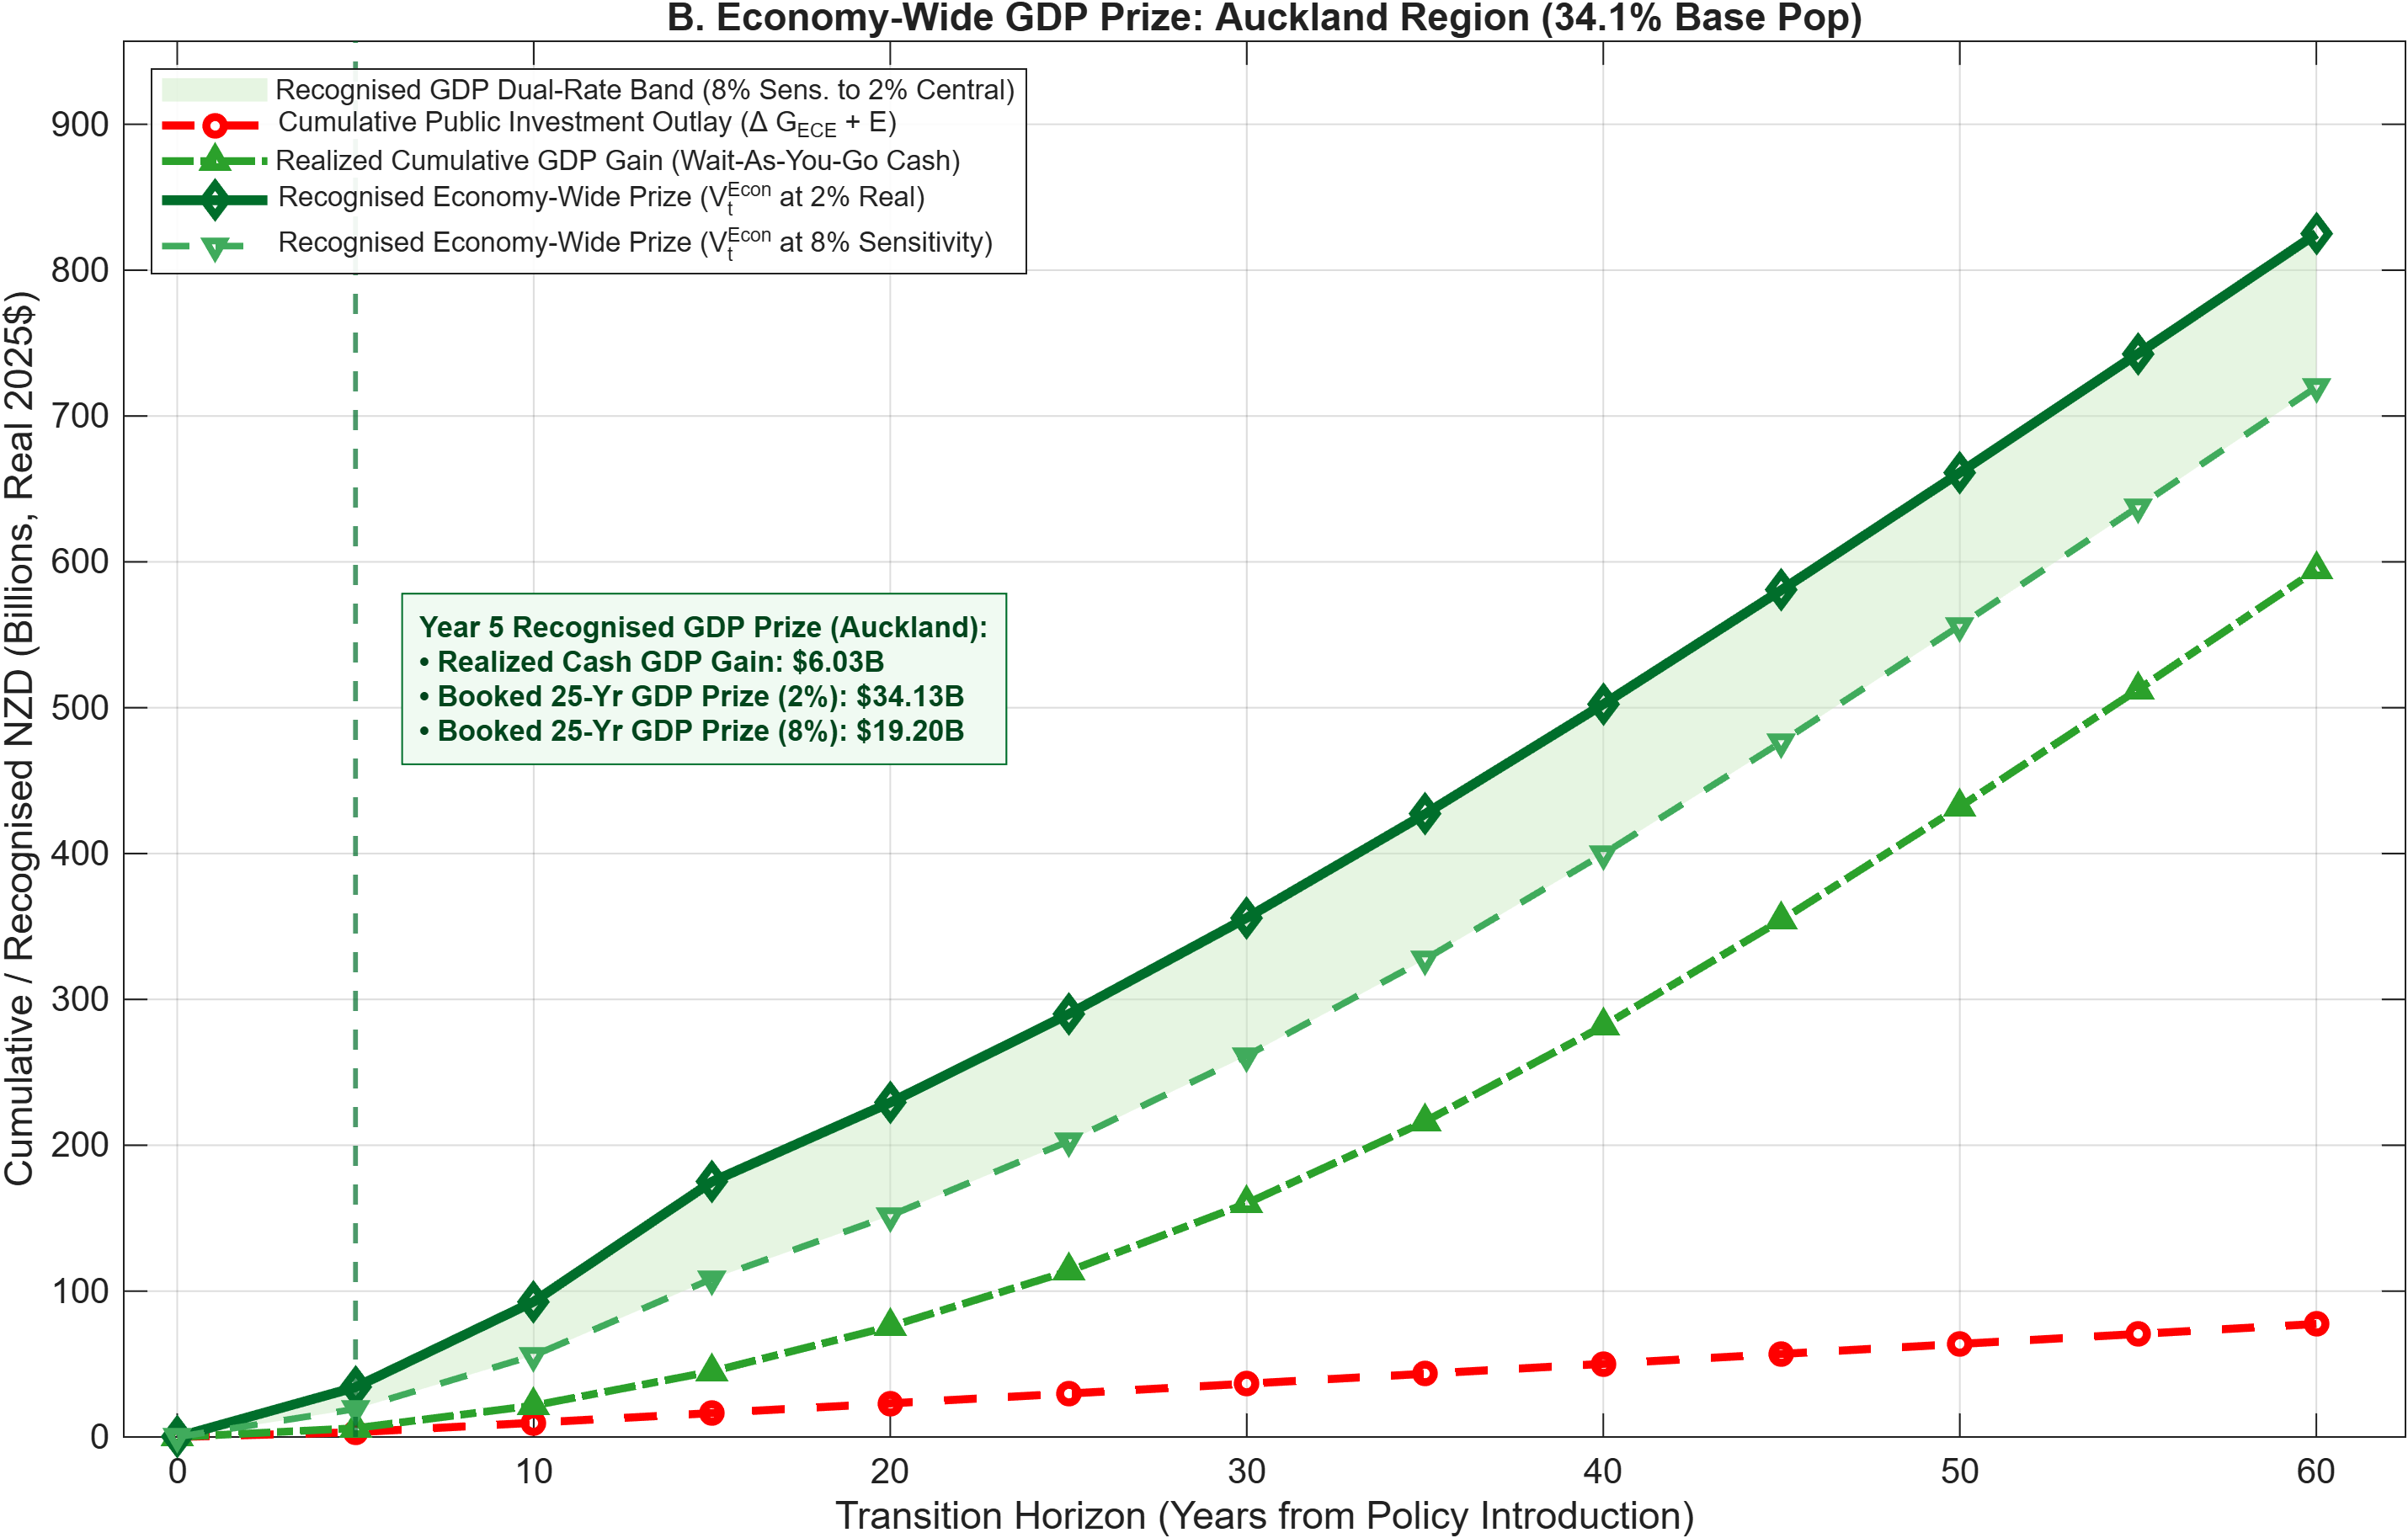 B. Economy-Wide GDP Prize: Auckland Region (34.1% Base Pop)
Recognised GDP Dual-Rate Band (8% Sens. to 2% Central)
Cumulative Public Investment Outlay (Δ G_ECE + E)
Realized Cumulative GDP Gain (Wait-As-You-Go Cash)
Recognised Economy-Wide Prize (V_t^Econ at 2% Real)
Recognised Economy-Wide Prize (V_t^Econ at 8% Sensitivity)
Cumulative / Recognised NZD (Billions, Real 2025$)
900
800
700
600
500
400
300
200
100
0
Year 5 Recognised GDP Prize (Auckland):
• Realized Cash GDP Gain: $6.03B
• Booked 25-Yr GDP Prize (2%): $34.13B
• Booked 25-Yr GDP Prize (8%): $19.20B
0 10 20 30 40 50 60
Transition Horizon (Years from Policy Introduction)